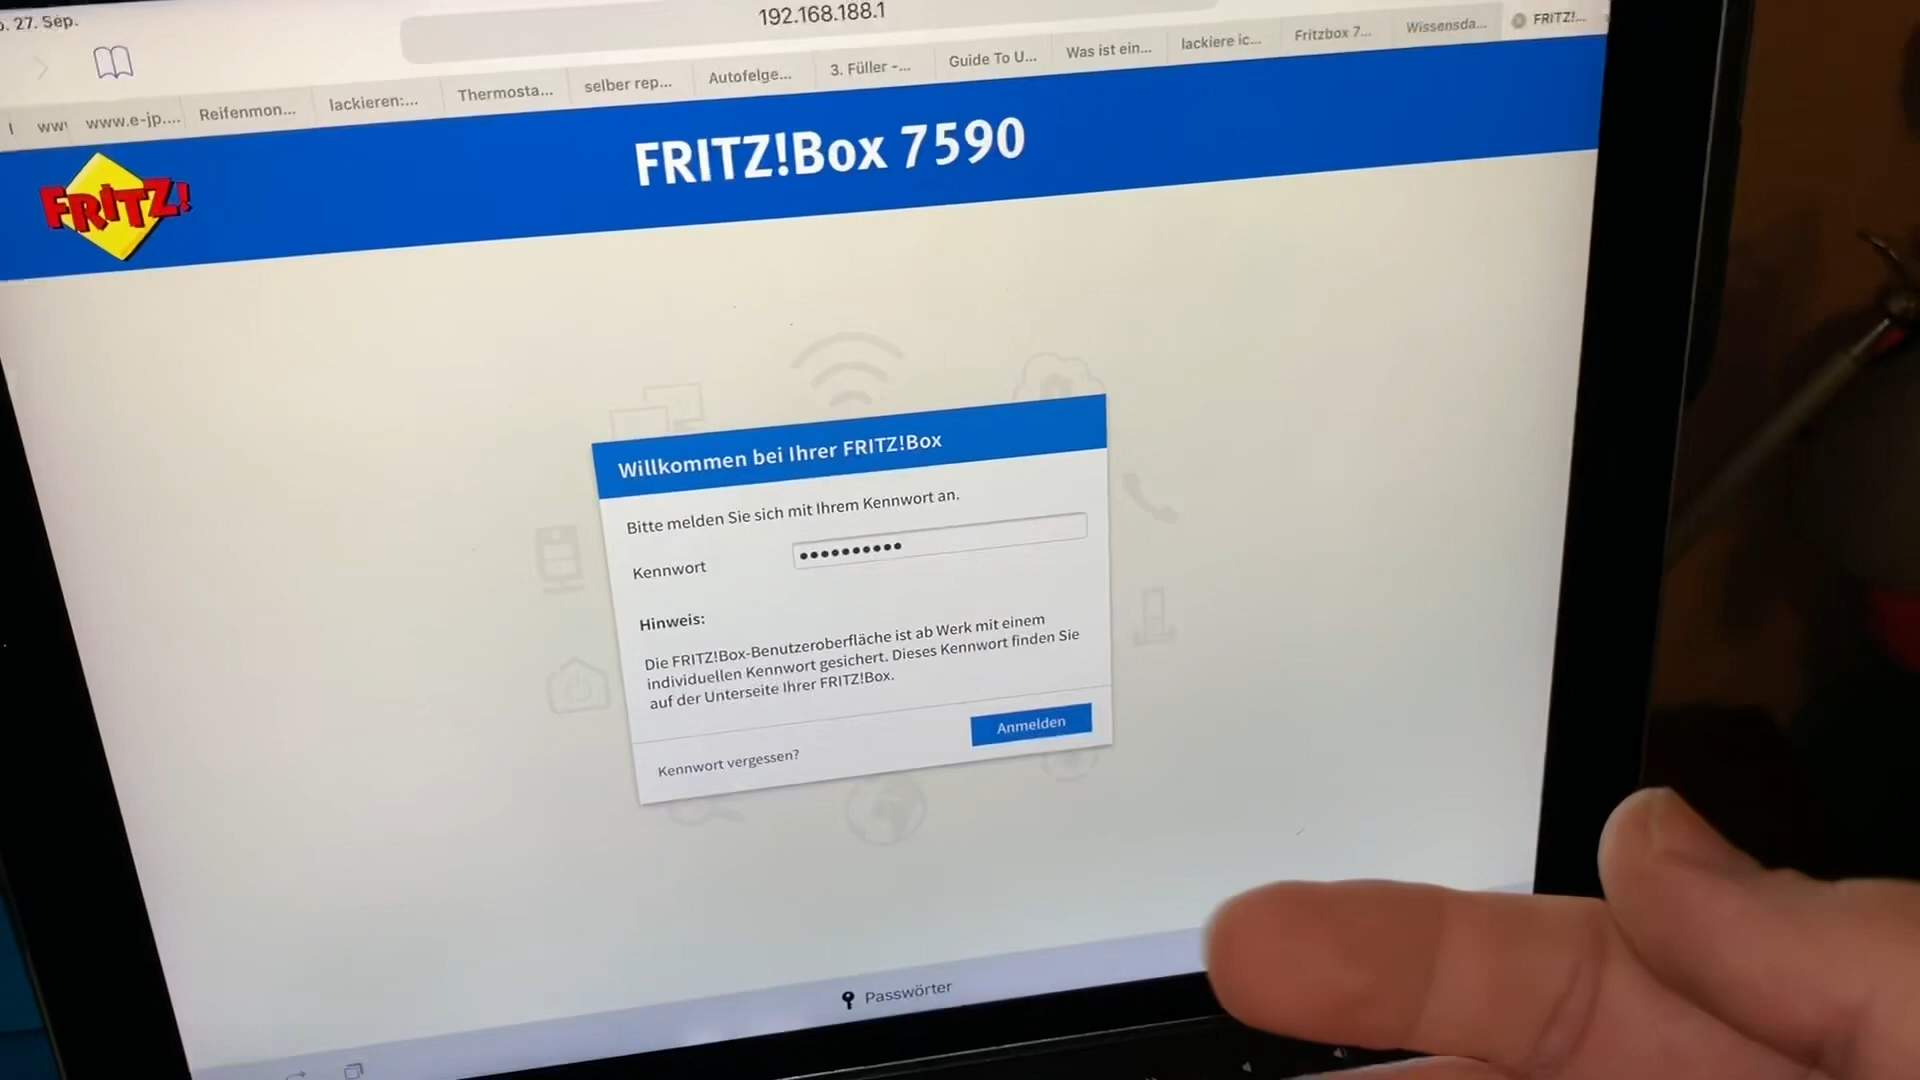 27. Sep.
192.168.188.1
www.e-jp....
Reifenmon...
lackieren:...
Thermosta...
selber rep...
Autofelge...
3. Füller -...
Guide To U...
Was ist ein...
lackiere ic...
Fritzbox 7...
Wissensda...
FRITZ!...
FRITZ!
FRITZ!Box 7590
Willkommen bei Ihrer FRITZ!Box
Bitte melden Sie sich mit Ihrem Kennwort an.
Kennwort ••••••••••
Hinweis:
Die FRITZ!Box-Benutzeroberfläche ist ab Werk mit einem
individuellen Kennwort gesichert. Dieses Kennwort finden Sie
auf der Unterseite Ihrer FRITZ!Box.
Kennwort vergessen?
Anmelden
Passwörter